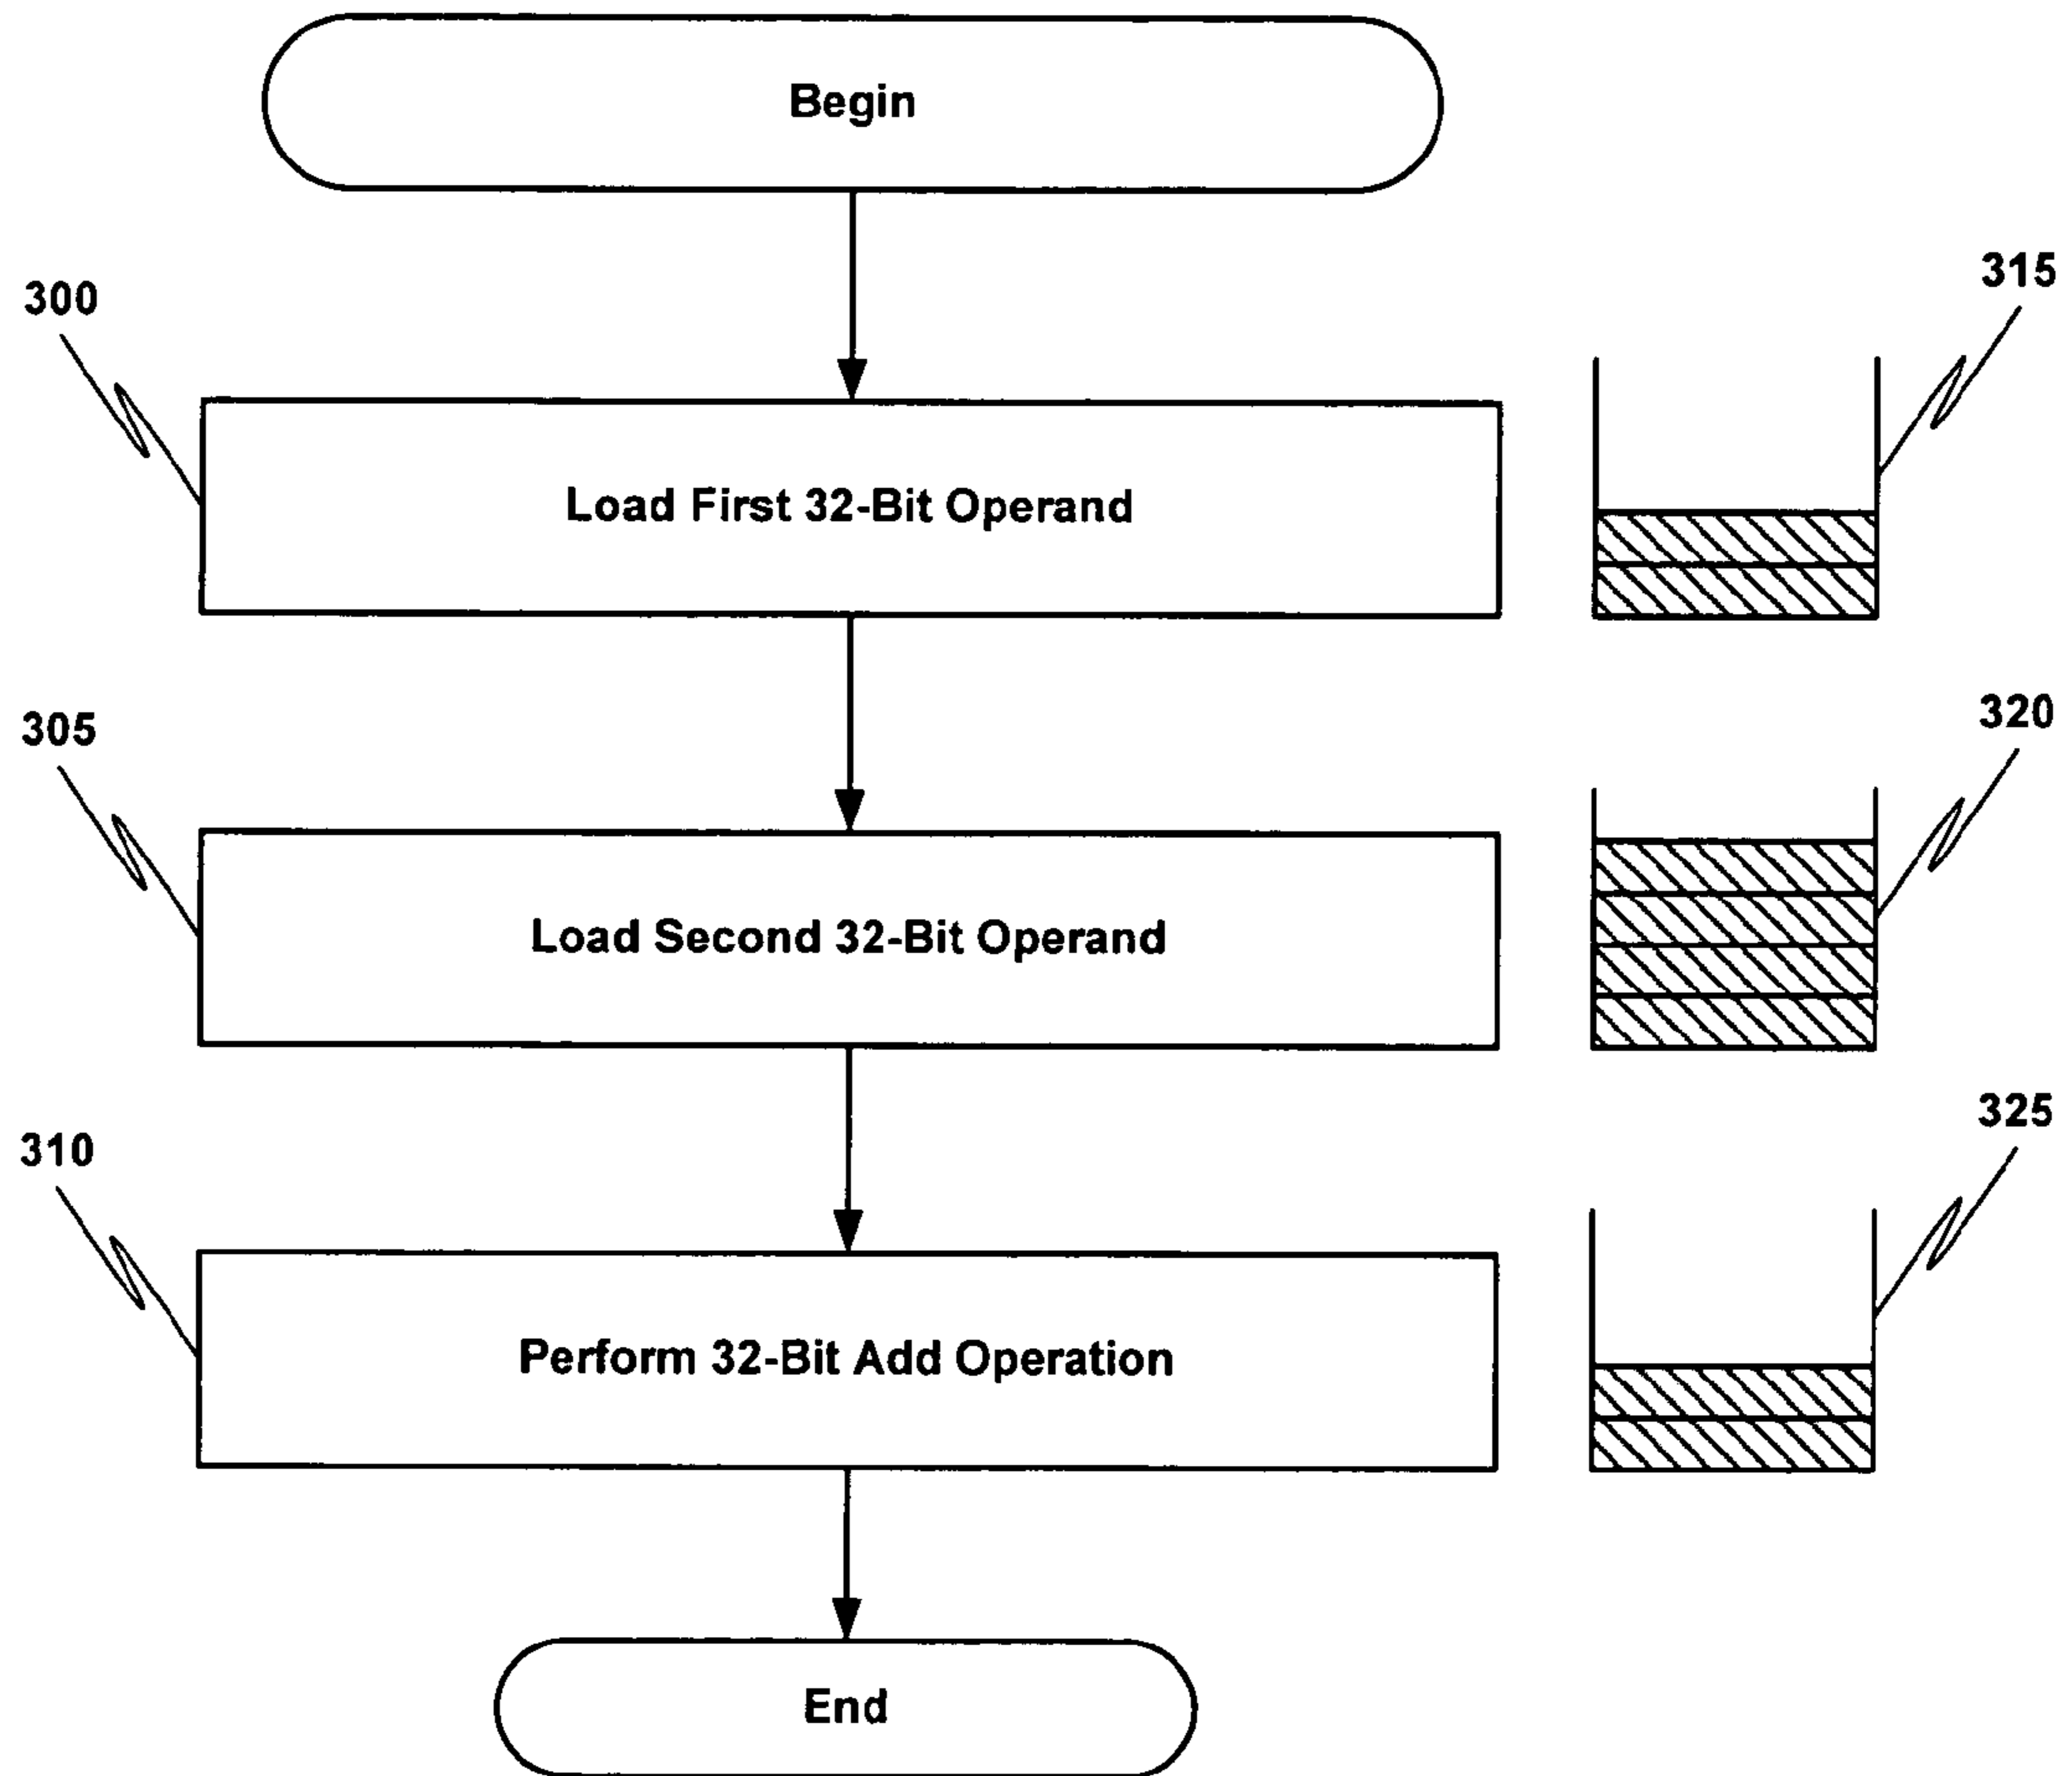 Begin
300
315
Load First 32-Bit Operand
305
320
Load Second 32-Bit Operand
310
325
Perform 32-Bit Add Operation
End